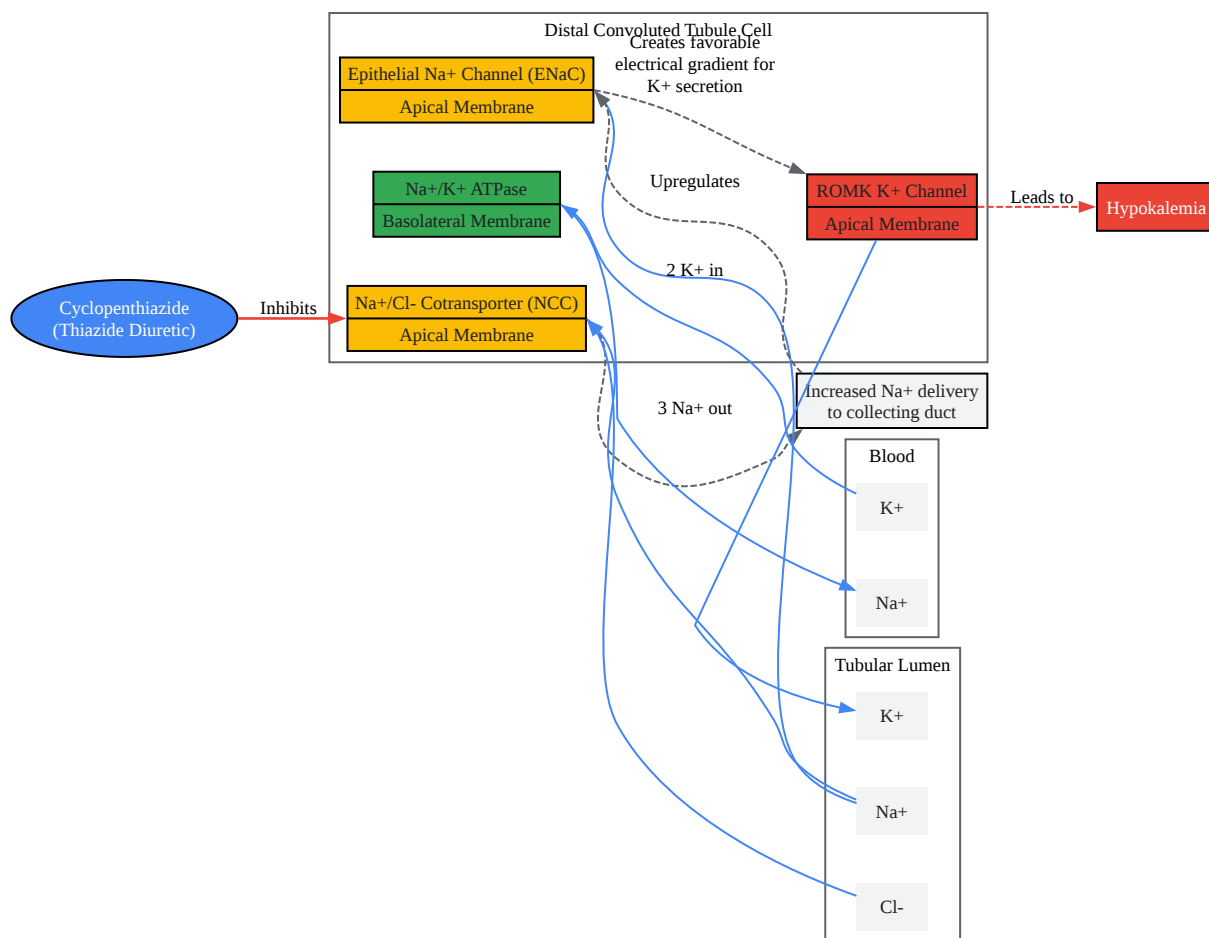 Distal Convoluted Tubule Cell
Creates favorable
electrical gradient for
K+ secretion
Epithelial Na+ Channel (ENaC)
Apical Membrane
Upregulates
Na+/K+ ATPase
Basolateral Membrane
ROMK K+ Channel
Apical Membrane
Leads to
Hypokalemia
2 K+ in
Cyclopenthiazide
(Thiazide Diuretic)
Inhibits
Na+/Cl- Cotransporter (NCC)
Apical Membrane
3 Na+ out
Increased Na+ delivery
to collecting duct
Blood
K+
Na+
Tubular Lumen
K+
Na+
Cl-